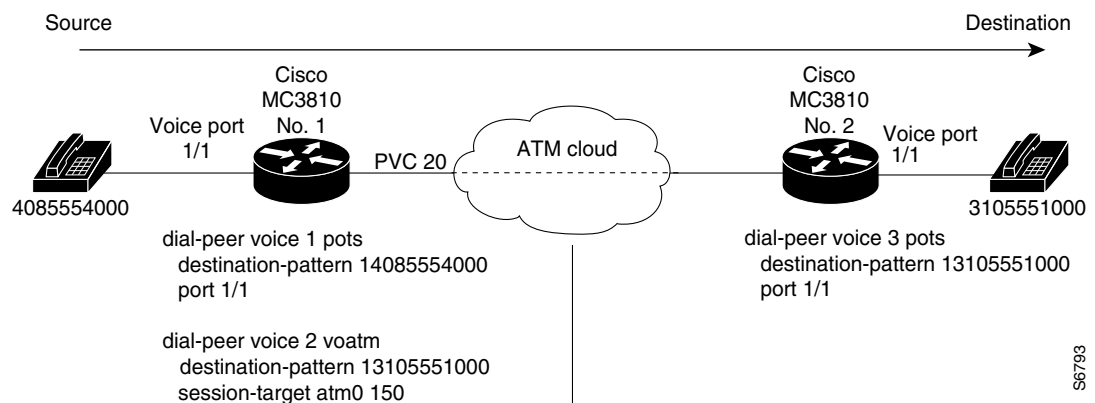 Source
Destination
Cisco
MC3810
No. 1
Cisco
MC3810
No. 2
Voice port
1/1
PVC 20
ATM cloud
Voice port
1/1
4085554000
3105551000
dial-peer voice 1 pots
destination-pattern 14085554000
port 1/1
dial-peer voice 3 pots
destination-pattern 13105551000
port 1/1
dial-peer voice 2 voatm
destination-pattern 13105551000
session-target atm0 150
S6793